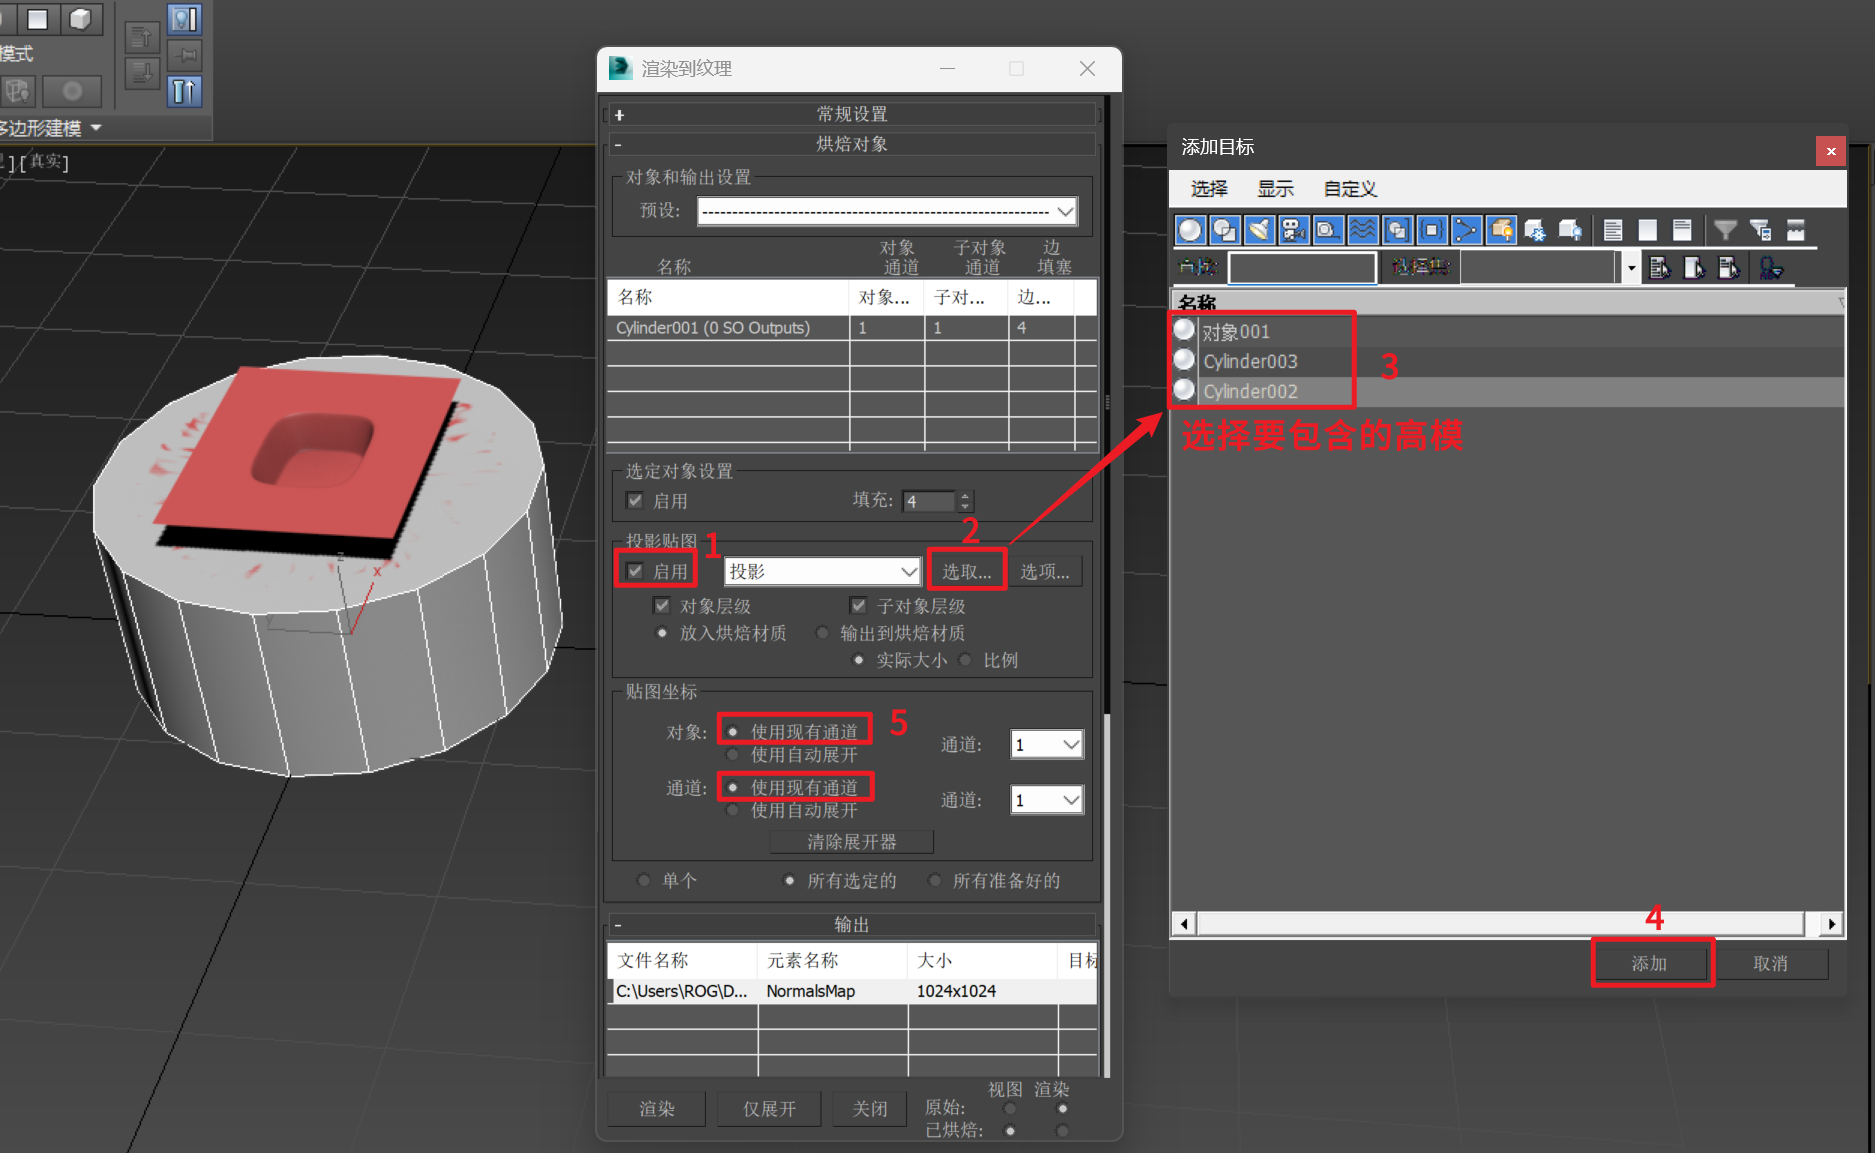 模式
多边形建模
][真实]
渲染到纹理
+ 常规设置
- 烘焙对象
对象和输出设置
预设:
对象 子对象 边
名称 通道 通道 填塞
名称 对象... 子对... 边...
Cylinder001 (0 SO Outputs) 1 1 4
选定对象设置
启用 填充: 4
投影贴图 1 2
启用 投影 选取... 选项...
对象层级 子对象层级
放入烘焙材质 输出到烘焙材质
实际大小 比例
贴图坐标
对象: 使用现有通道 5 通道: 1
使用自动展开
通道: 使用现有通道 通道: 1
使用自动展开
清除展开器
单个 所有选定的 所有准备好的
- 输出
文件名称 元素名称 大小 目标
C:\Users\ROG\D... NormalsMap 1024x1024
渲染 仅展开 关闭
视图 渲染
原始:
已烘焙:
z
x
添加目标
选择 显示 自定义
查找: 选择集:
名称
对象001
Cylinder003 3
Cylinder002
选择要包含的高模
4
添加 取消